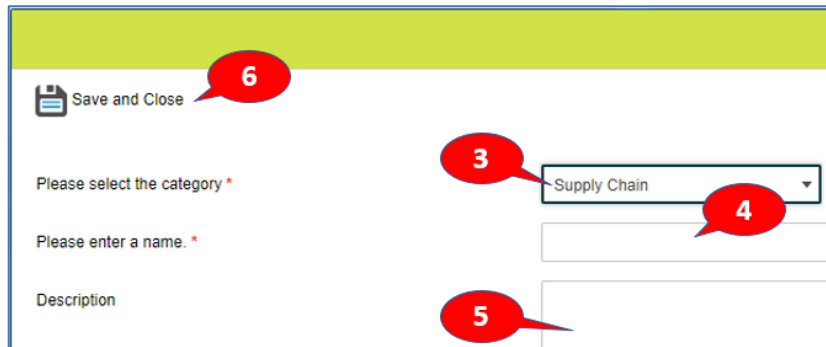 6
Save and Close
3
Please select the category * Supply Chain
4
Please enter a name. *
Description
5